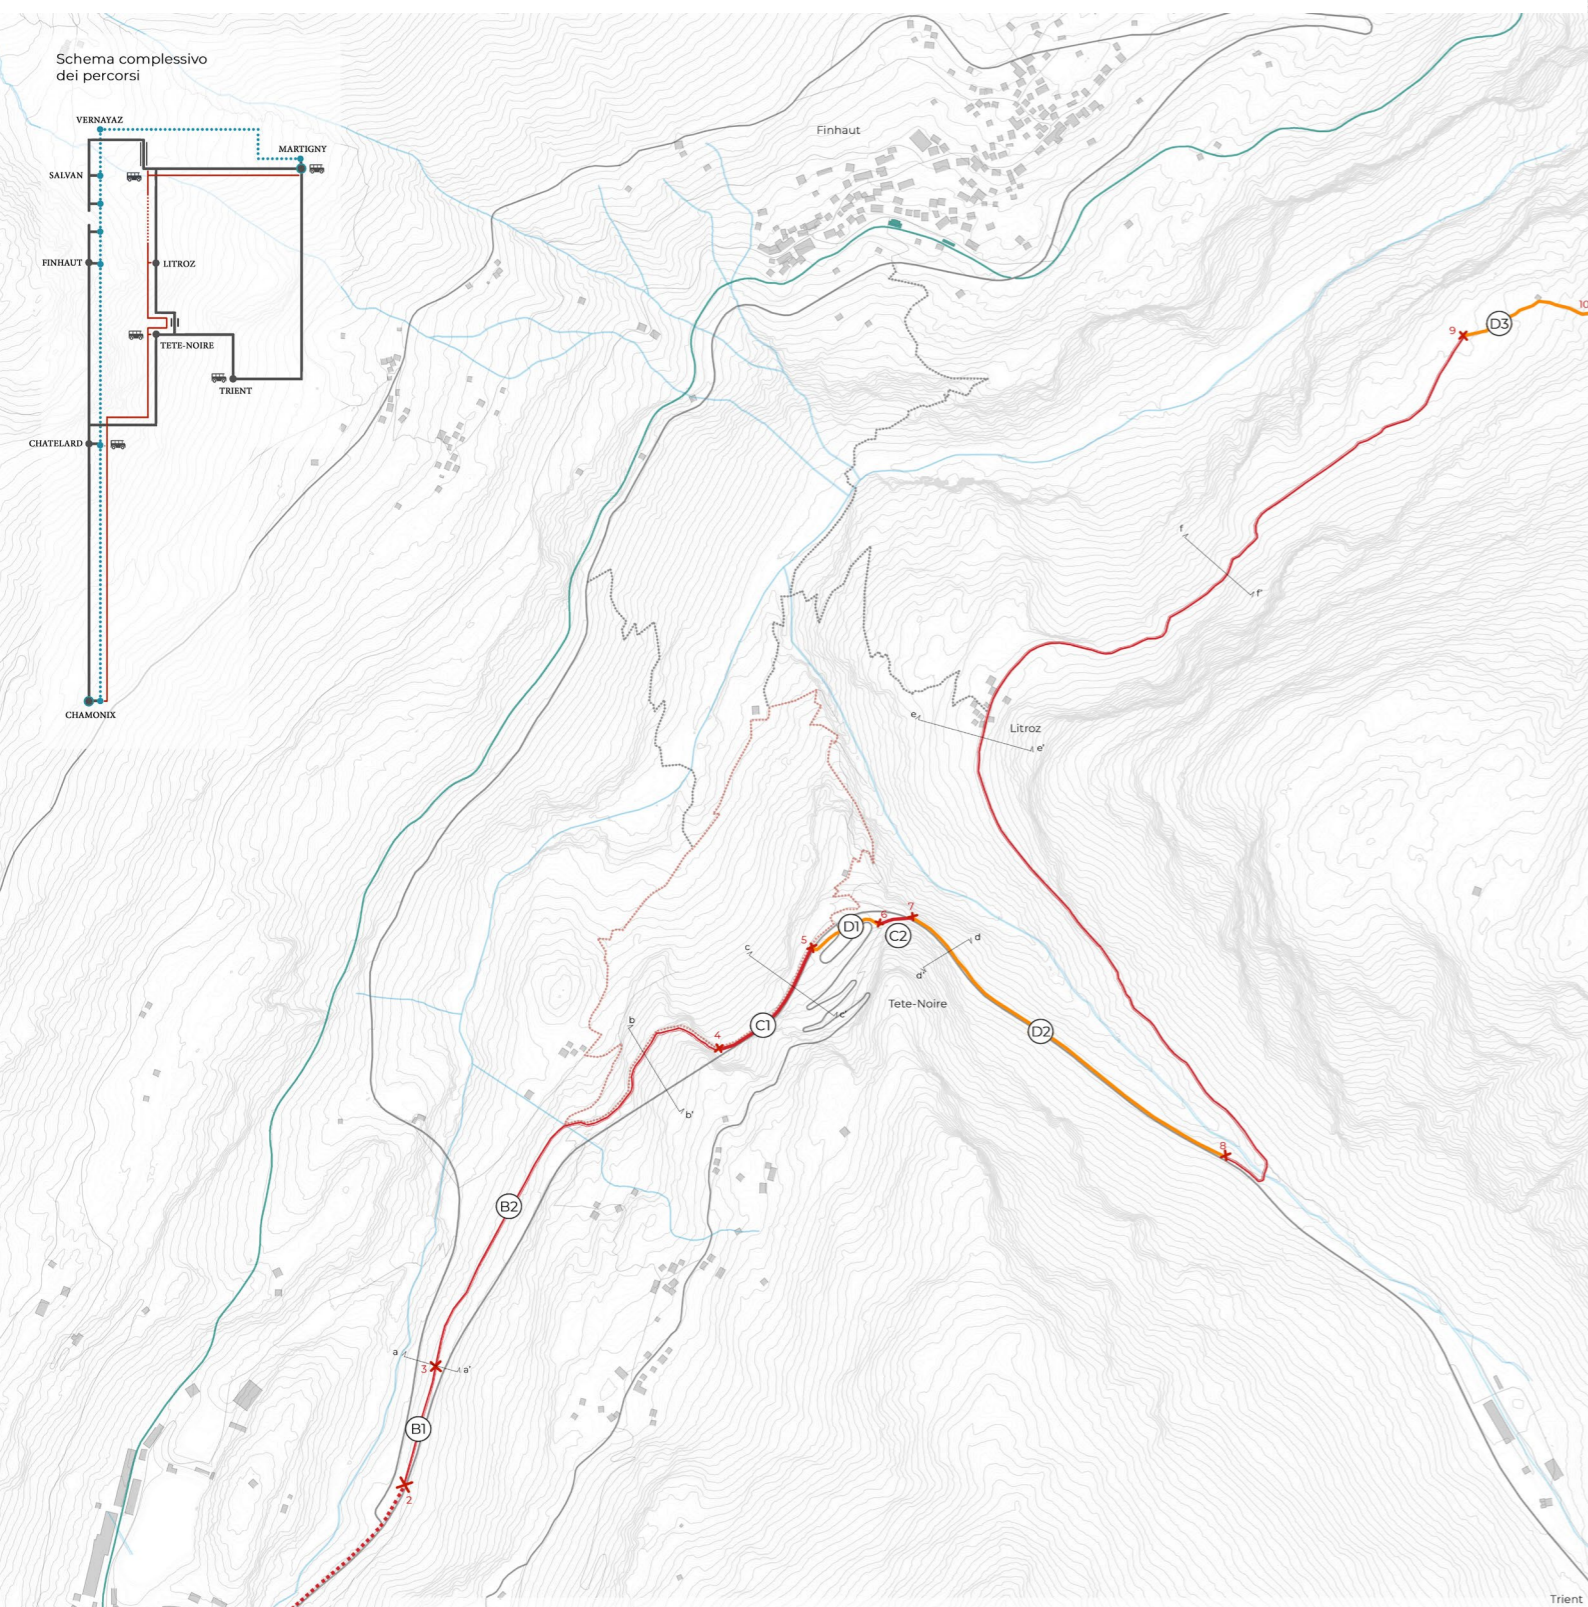 Schema complessivo
dei percorsi
VERNAYAZ
MARTIGNY
SALVAN
FINHAUT
LITROZ
TETE-NOIRE
TRIENT
CHATELARD
CHAMONIX
Finhaut
10
9
D3
f
f'
e
Litroz
e'
7
6
D1
C2
5
c
d
d'
Tete-Noire
c'
b
C1
4
D2
b'
8
B2
a
3
a'
B1
2
Trient